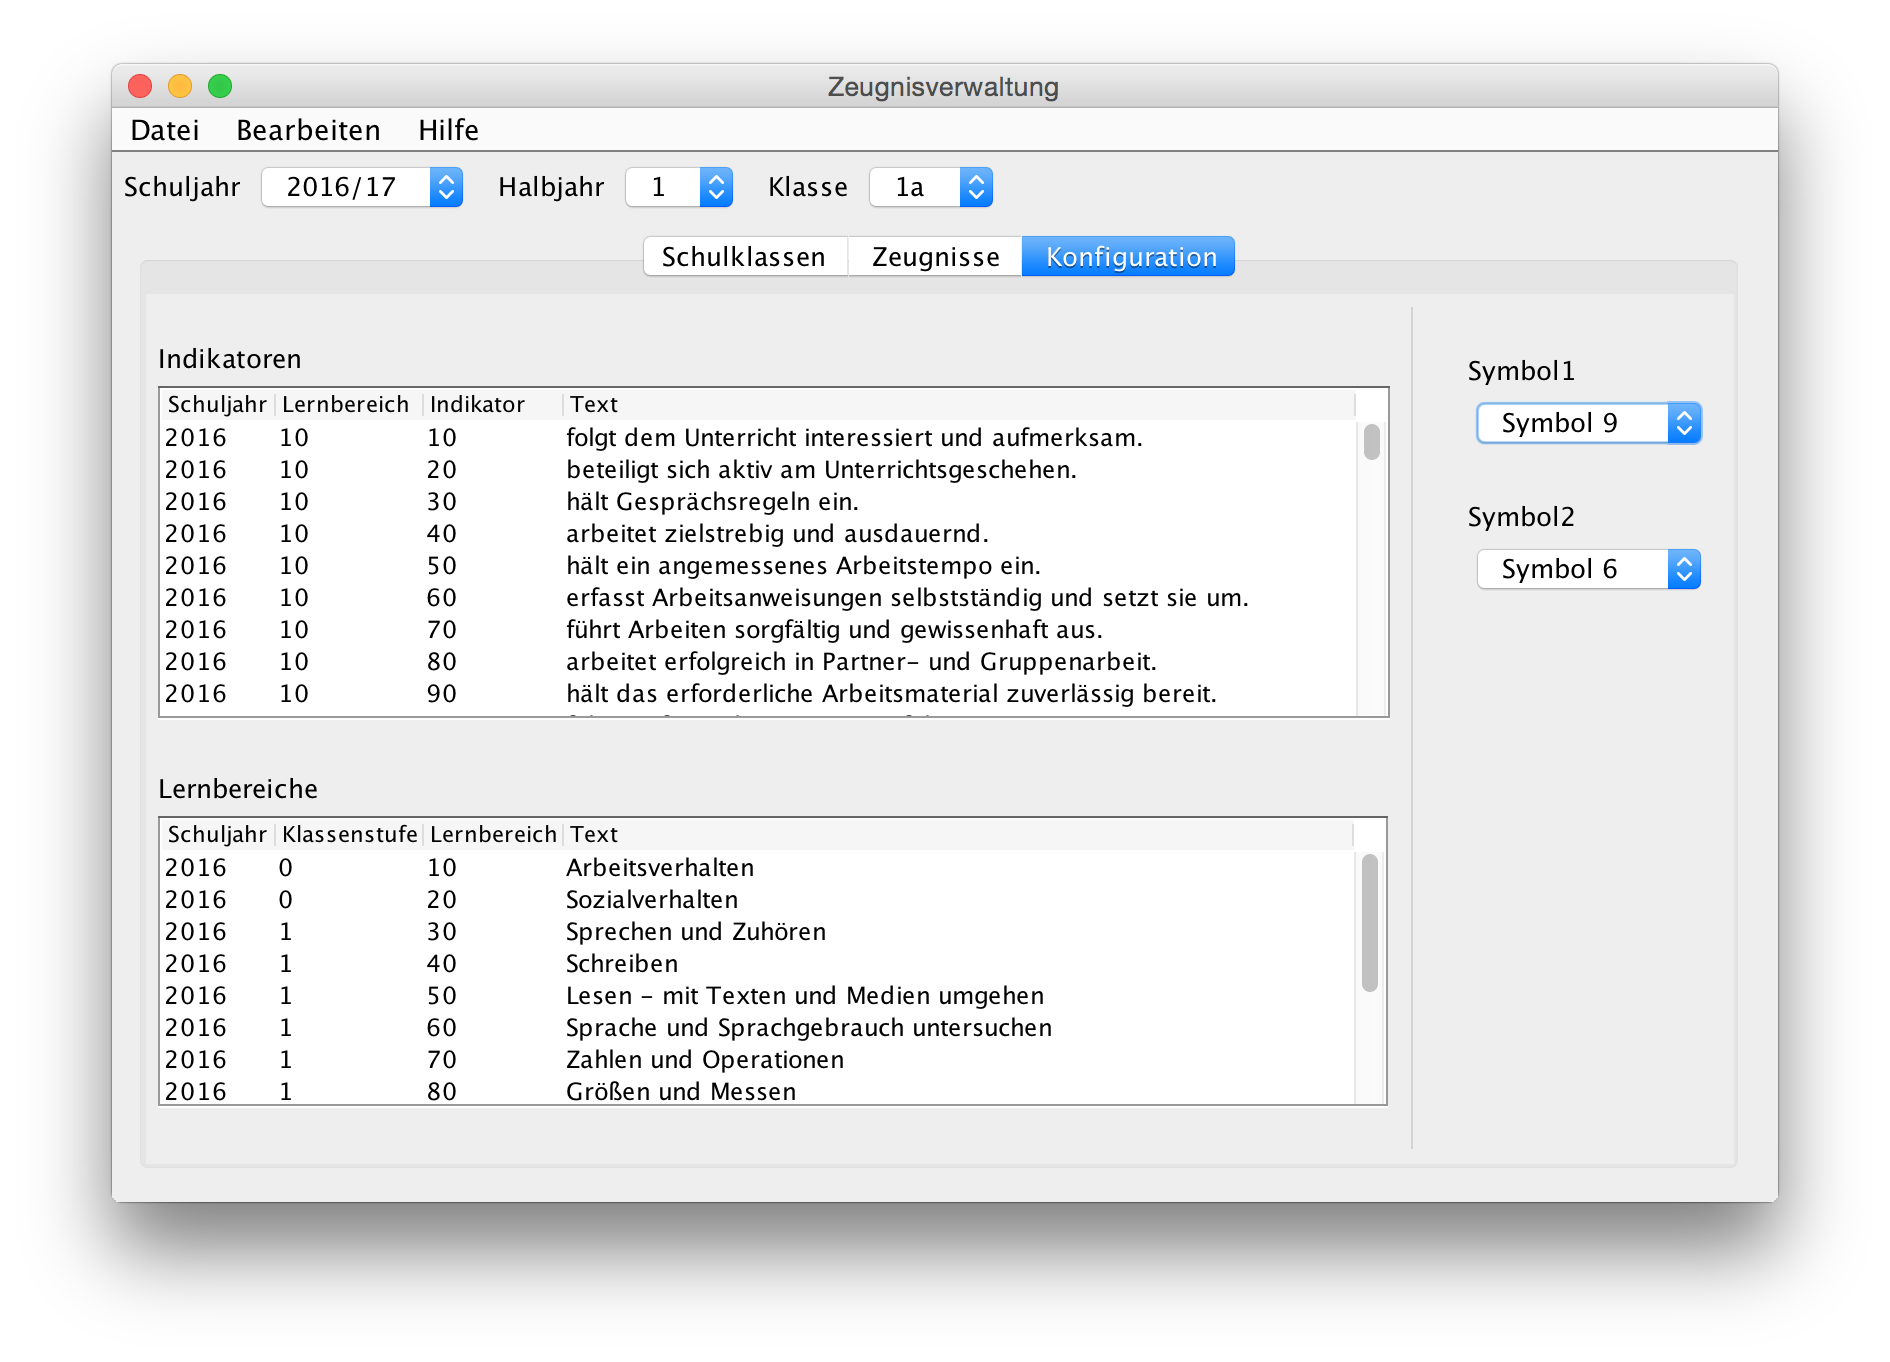 Zeugnisverwaltung
Datei Bearbeiten Hilfe
Schuljahr 2016/17 Halbjahr 1 Klasse 1a
Schulklassen Zeugnisse Konfiguration
Indikatoren
Schuljahr Lernbereich Indikator Text
2016 10 10 folgt dem Unterricht interessiert und aufmerksam.
2016 10 20 beteiligt sich aktiv am Unterrichtsgeschehen.
2016 10 30 hält Gesprächsregeln ein.
2016 10 40 arbeitet zielstrebig und ausdauernd.
2016 10 50 hält ein angemessenes Arbeitstempo ein.
2016 10 60 erfasst Arbeitsanweisungen selbstständig und setzt sie um.
2016 10 70 führt Arbeiten sorgfältig und gewissenhaft aus.
2016 10 80 arbeitet erfolgreich in Partner- und Gruppenarbeit.
2016 10 90 hält das erforderliche Arbeitsmaterial zuverlässig bereit.
Lernbereiche
Schuljahr Klassenstufe Lernbereich Text
2016 0 10 Arbeitsverhalten
2016 0 20 Sozialverhalten
2016 1 30 Sprechen und Zuhören
2016 1 40 Schreiben
2016 1 50 Lesen - mit Texten und Medien umgehen
2016 1 60 Sprache und Sprachgebrauch untersuchen
2016 1 70 Zahlen und Operationen
2016 1 80 Größen und Messen
Symbol1
Symbol 9
Symbol2
Symbol 6